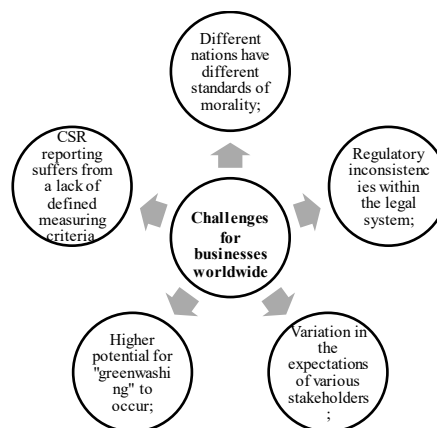 Different
nations have
different
standards of
morality;
CSR
reporting
suffers from
a lack of
defined
measuring
criteria
Regulatory
inconsistenc
ies within
the legal
system;
Challenges
for
businesses
worldwide
Higher
potential for
"greenwashi
ng" to
occur;
Variation in
the
expectations
of various
stakeholders
;